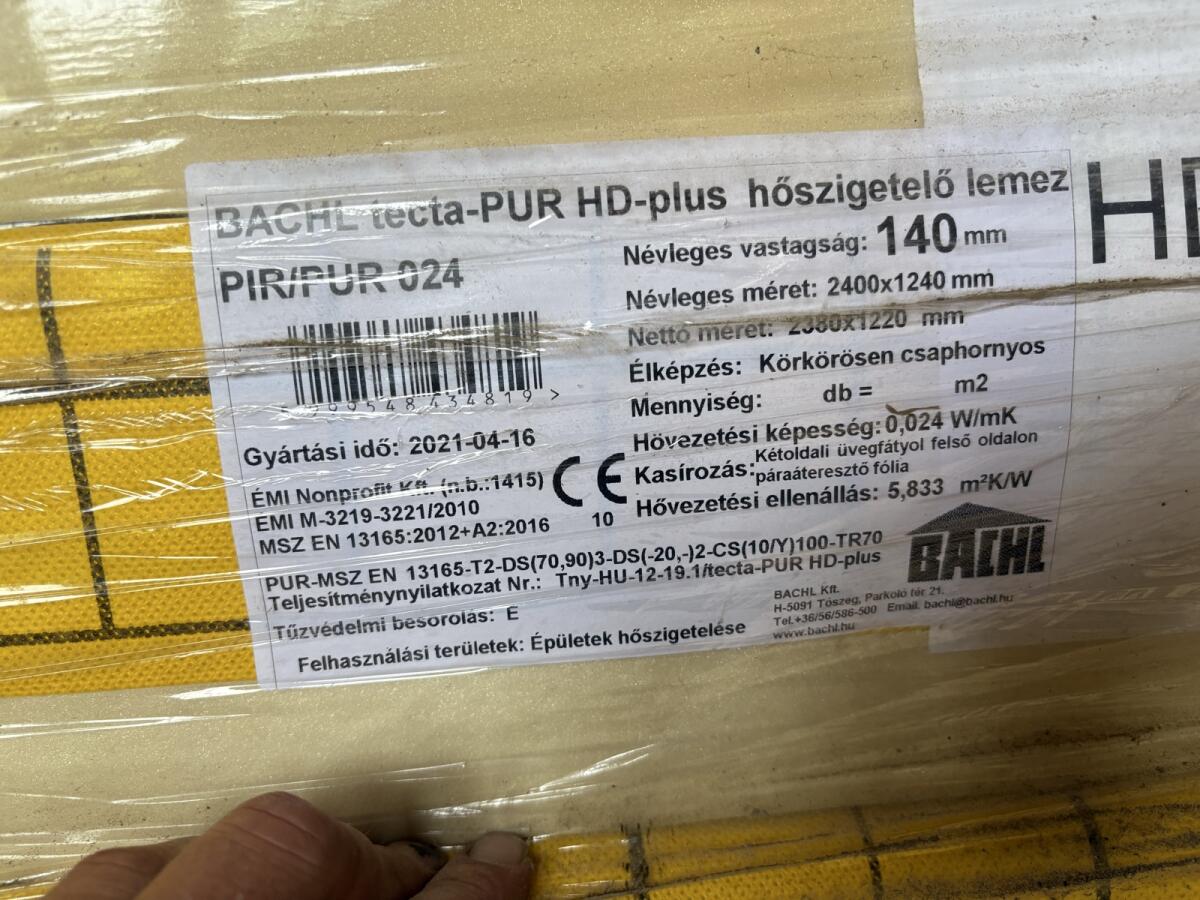 BACHL tecta-PUR HD-plus hőszigetelő lemez
PIR/PUR 024
Névleges vastagság: 140 mm
Névleges méret: 2400x1240 mm
Nettó méret: 2380x1220 mm
Élképzés: Körkörösen csaphornyos
Mennyiség: db = m2
Hövezetési képesség: 0,024 W/mK
Kasírozás: Kétoldali üvegfátyol felső oldalon
páraáteresztő fólia
Hővezetési ellenállás: 5,833 m²K/W
999548434819 >
Gyártási idő: 2021-04-16
ÉMI Nonprofit Kft. (n.b.:1415)
EMI M-3219-3221/2010
MSZ EN 13165:2012+A2:2016
CE
10
PUR-MSZ EN 13165-T2-DS(70,90)3-DS(-20,-)2-CS(10/Y)100-TR70
Teljesítménynyilatkozat Nr.: Tny-HU-12-19.1/tecta-PUR HD-plus
Tűzvédelmi besorolás: E
Felhasználási területek: Épületek hőszigetelése
BACHL
BACHL Kft.
H-5091 Tószeg, Parkoló tér 21.
Tel.+36/56/586-500 Email. bachl@bachl.hu
www.bachl.hu